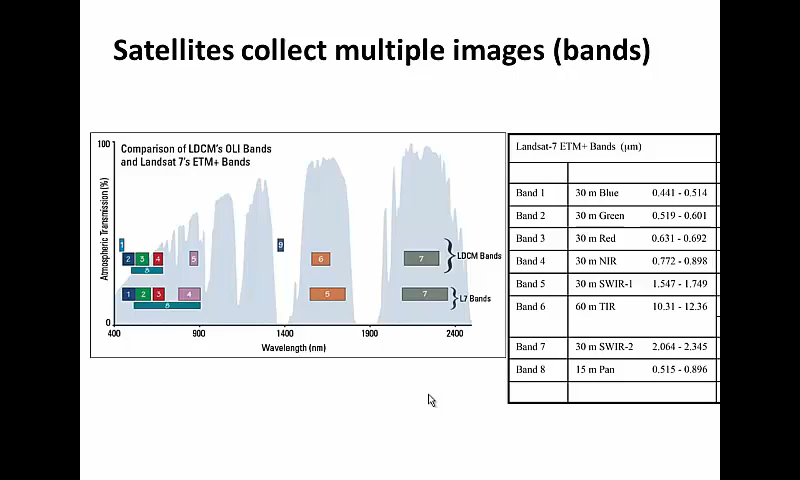 Satellites collect multiple images (bands)
Comparison of LDCM's OLI Bands
and Landsat 7's ETM+ Bands
100
Atmospheric Transmission (%)
0
1
9
2 3 4 5 6 7
8
LDCM Bands
1 2 3 4 5 7
8
L7 Bands
400 900 1400 1900 2400
Wavelength (nm)
Landsat-7 ETM+ Bands (µm)
Band 1 30 m Blue 0.441 - 0.514
Band 2 30 m Green 0.519 - 0.601
Band 3 30 m Red 0.631 - 0.692
Band 4 30 m NIR 0.772 - 0.898
Band 5 30 m SWIR-1 1.547 - 1.749
Band 6 60 m TIR 10.31 - 12.36
Band 7 30 m SWIR-2 2.064 - 2.345
Band 8 15 m Pan 0.515 - 0.896